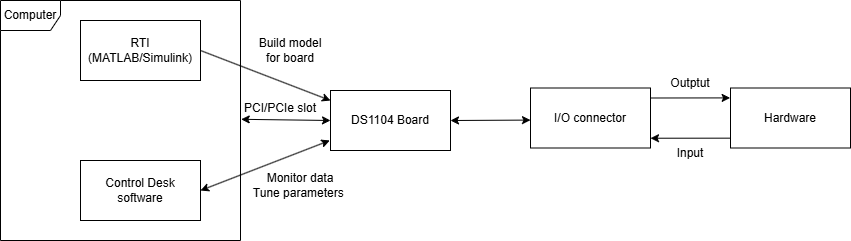 Computer
RTI
(MATLAB/Simulink)
Build model
for board
PCI/PCIe slot
DS1104 Board
I/O connector
Outptut
Hardware
Input
Control Desk
software
Monitor data
Tune parameters